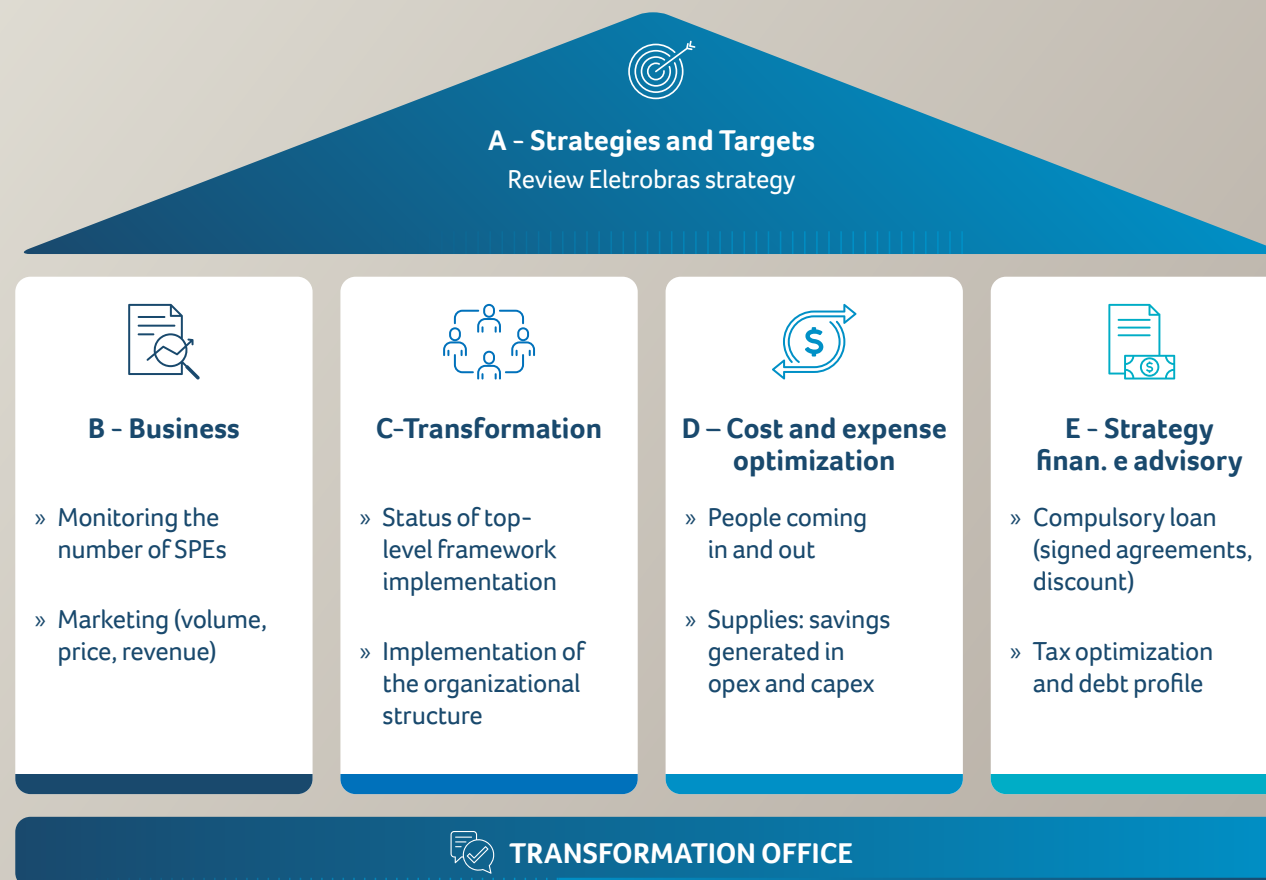 A - Strategies and Targets
Review Eletrobras strategy
B - Business
» Monitoring the
number of SPEs
» Marketing (volume,
price, revenue)
C-Transformation
» Status of top-
level framework
implementation
» Implementation of
the organizational
structure
$
D – Cost and expense
optimization
» People coming
in and out
» Supplies: savings
generated in
opex and capex
$
E - Strategy
finan. e advisory
» Compulsory loan
(signed agreements,
discount)
» Tax optimization
and debt profile
TRANSFORMATION OFFICE